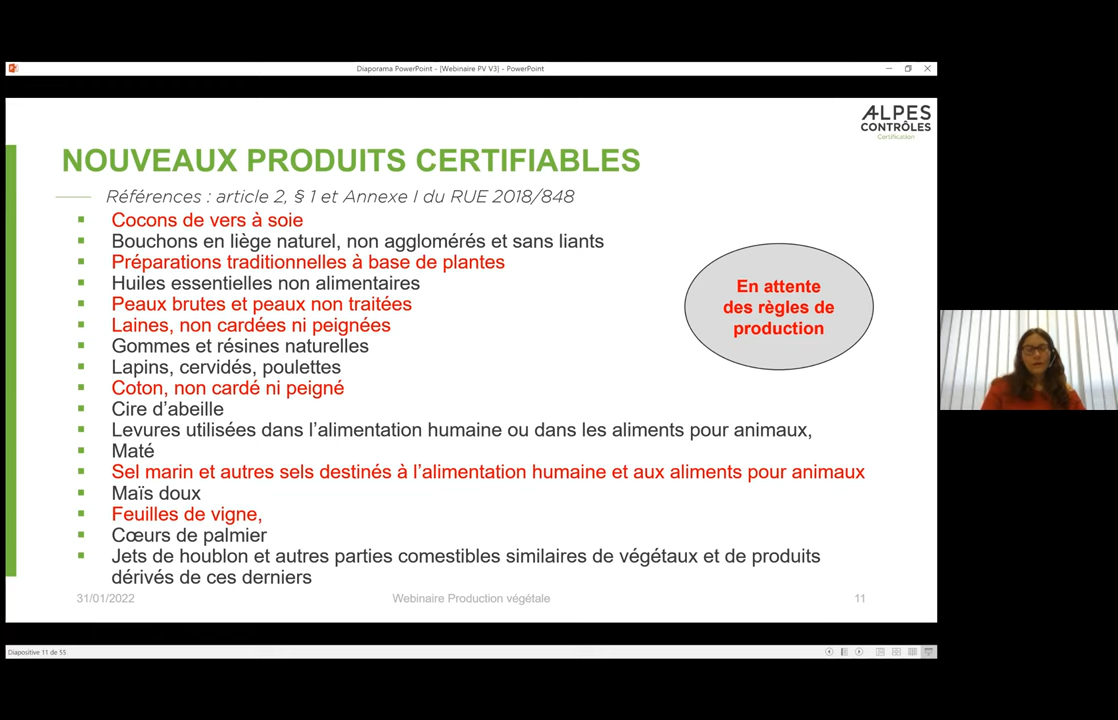 Diaporama PowerPoint - [Webinaire PV V3] - PowerPoint
ALPES
CONTRÔLES
Certification
NOUVEAUX PRODUITS CERTIFIABLES
Références : article 2, § 1 et Annexe I du RUE 2018/848
Cocons de vers à soie
Bouchons en liège naturel, non agglomérés et sans liants
Préparations traditionnelles à base de plantes
Huiles essentielles non alimentaires
Peaux brutes et peaux non traitées
Laines, non cardées ni peignées
Gommes et résines naturelles
Lapins, cervidés, poulettes
Coton, non cardé ni peigné
Cire d’abeille
Levures utilisées dans l’alimentation humaine ou dans les aliments pour animaux,
Maté
Sel marin et autres sels destinés à l’alimentation humaine et aux aliments pour animaux
Maïs doux
Feuilles de vigne,
Cœurs de palmier
Jets de houblon et autres parties comestibles similaires de végétaux et de produits
dérivés de ces derniers
En attente
des règles de
production
31/01/2022
Webinaire Production végétale
11
Diapositive 11 de 55